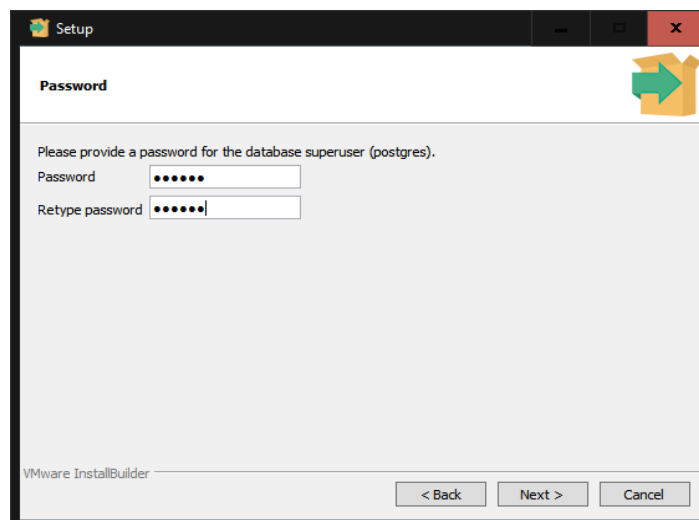 Setup
Password
Please provide a password for the database superuser (postgres).
Password ••••••
Retype password ••••••
VMware InstallBuilder
< Back Next > Cancel